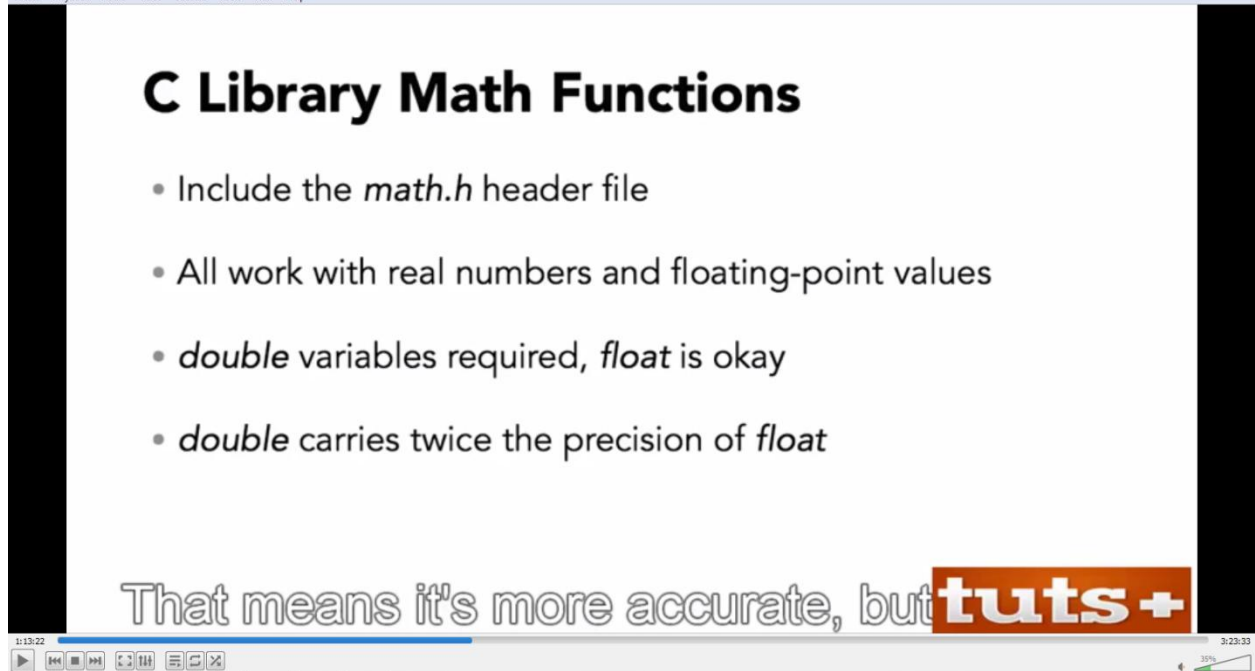 C Library Math Functions
• Include the math.h header file
• All work with real numbers and floating-point values
• double variables required, float is okay
• double carries twice the precision of float
That means it's more accurate, but
tuts+
1:13:22
3:23:33
35%